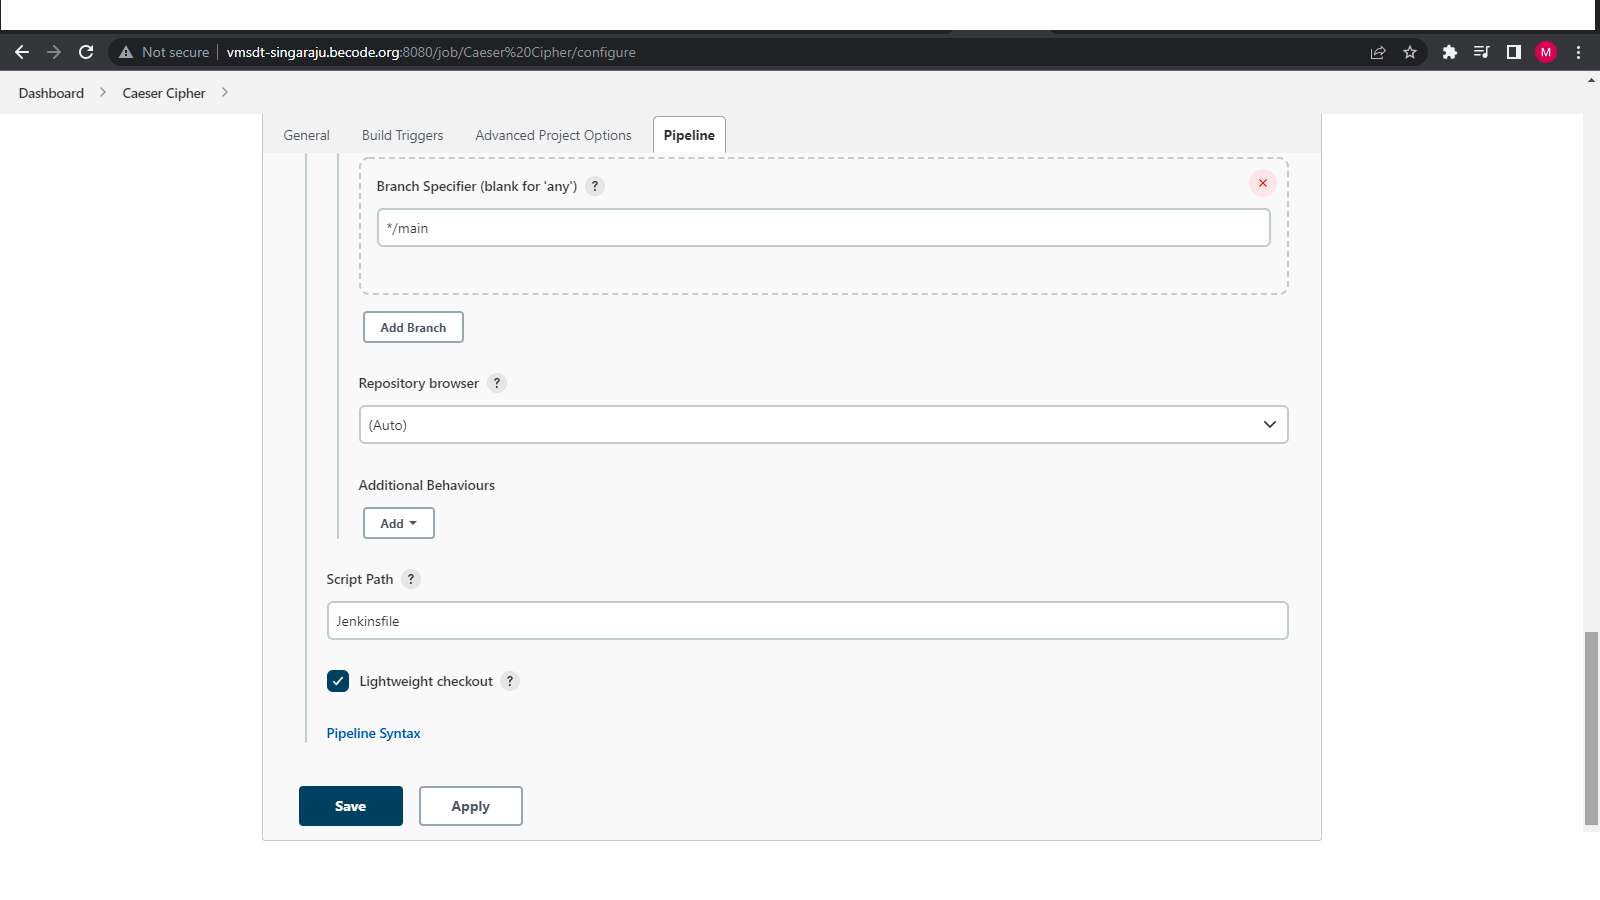 Not secure vmsdt-singaraju.becode.org:8080/job/Caeser%20Cipher/configure M
Dashboard Caeser Cipher
General Build Triggers Advanced Project Options Pipeline
Branch Specifier (blank for 'any') ?
*/main
Add Branch
Repository browser ?
(Auto)
Additional Behaviours
Add
Script Path ?
Jenkinsfile
Lightweight checkout ?
Pipeline Syntax
Save Apply